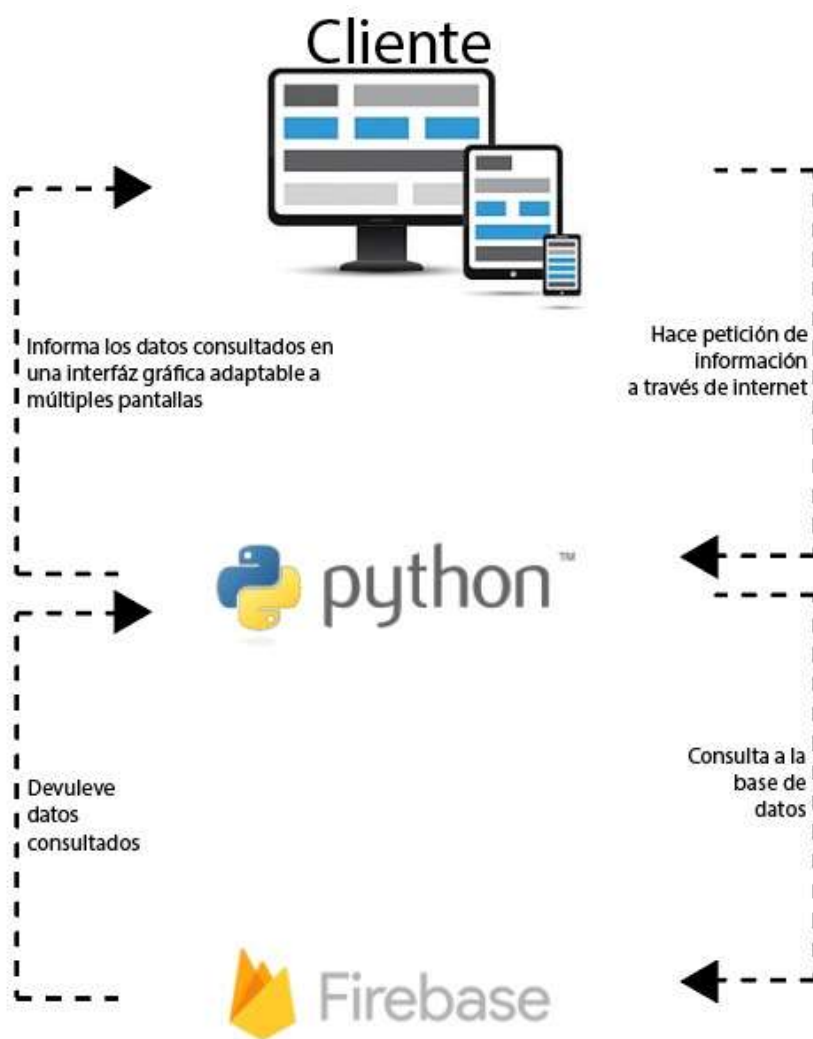 Cliente
Informa los datos consultados en
una interfáz gráfica adaptable a
múltiples pantallas
Hace petición de
información
a través de internet
python™
Devuleve
datos
consultados
Consulta a la
base de
datos
Firebase